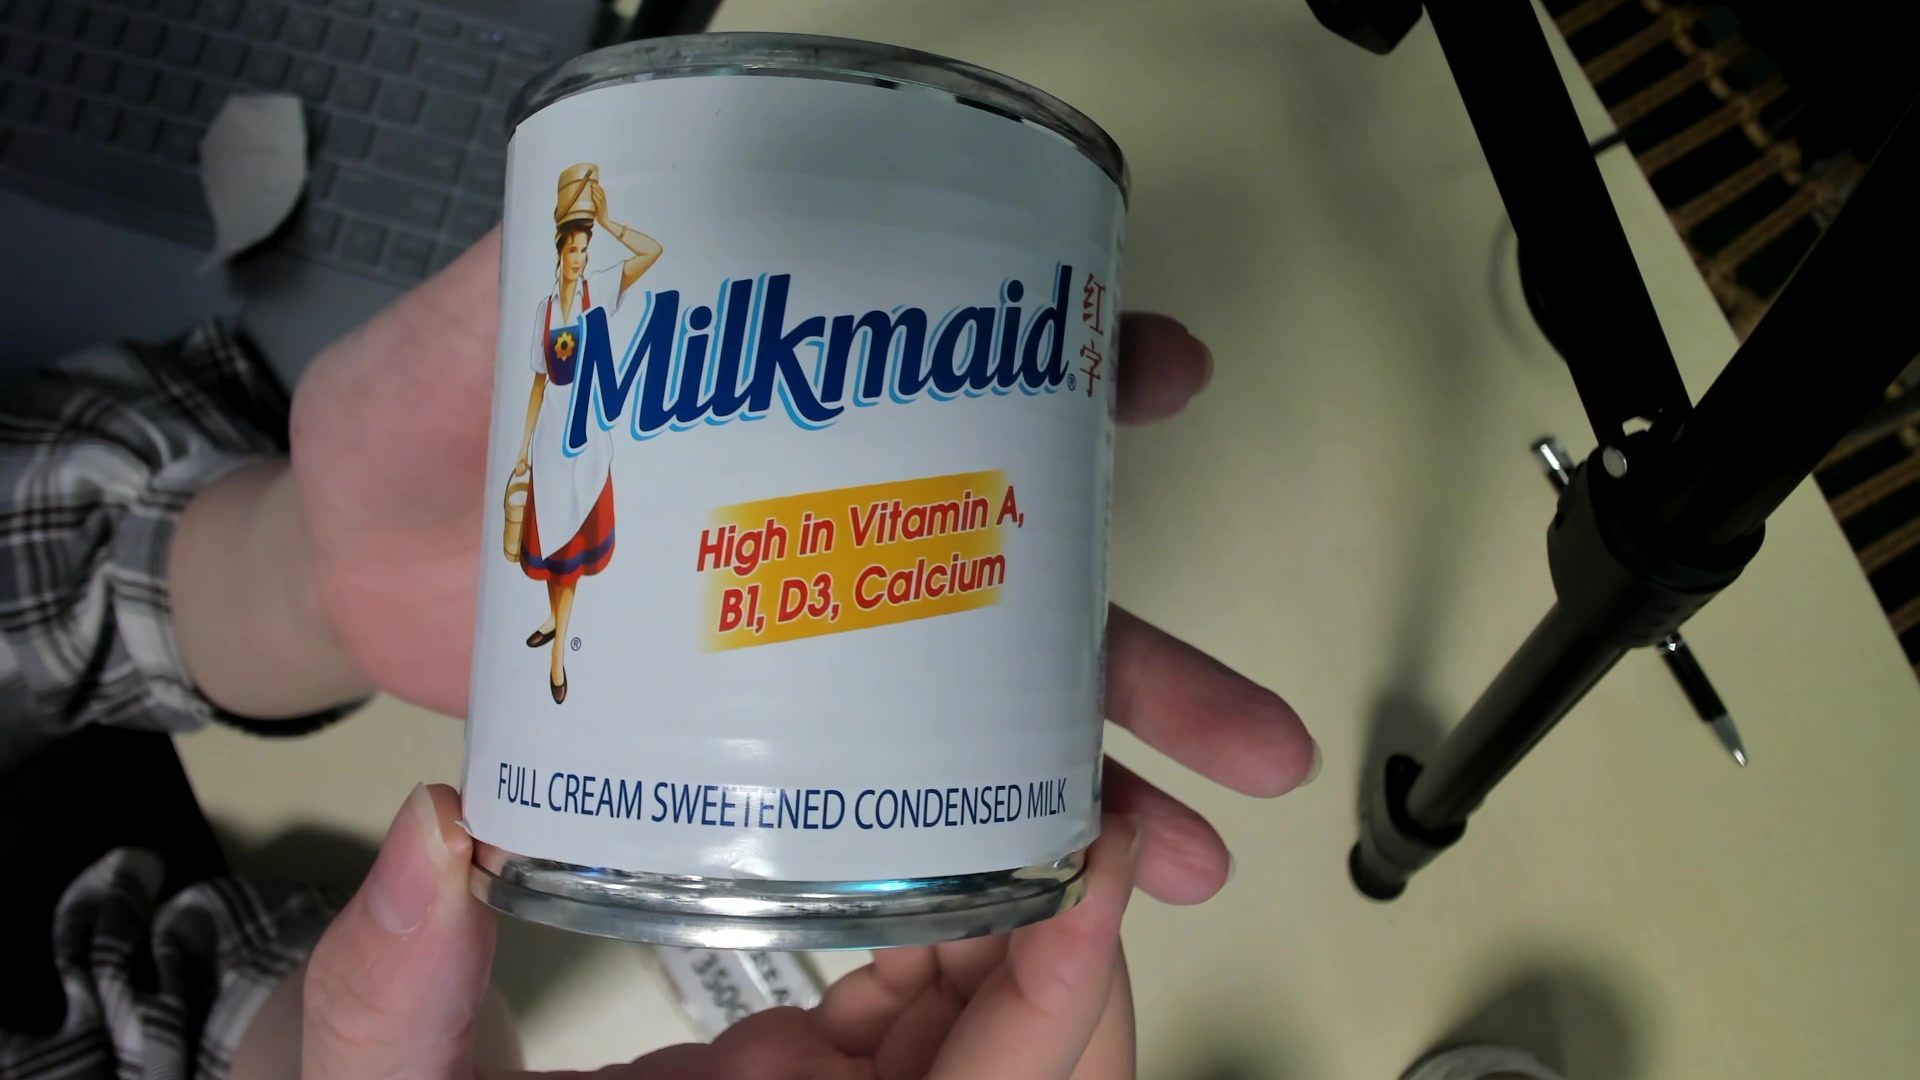 Milkmaid®
红字
High in Vitamin A,
B1, D3, Calcium
®
FULL CREAM SWEETENED CONDENSED MILK